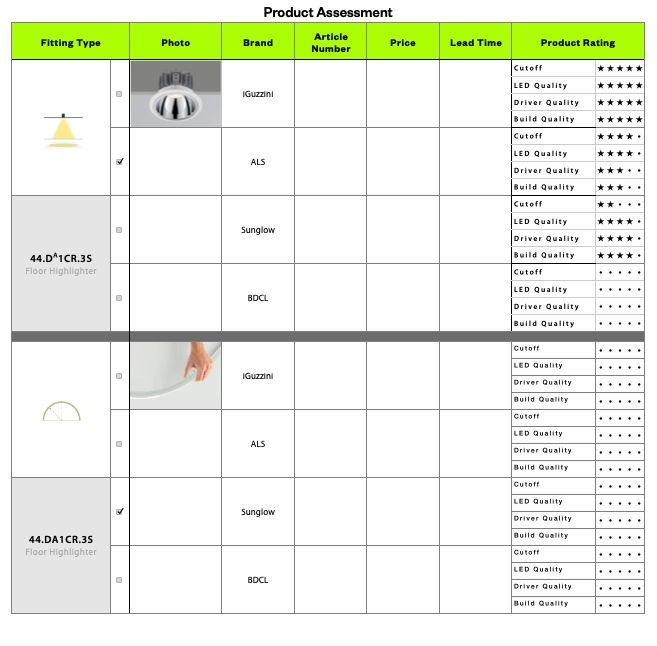 Product Assessment
Fitting Type Photo Brand Article Number Price Lead Time Product Rating
iGuzzini
Cutoff ★★★★★
LED Quality ★★★★★
Driver Quality ★★★★★
Build Quality ★★★★★
ALS
Cutoff ★★★★•
LED Quality ★★★★•
Driver Quality ★★★••
Build Quality ★★★••
44.DA1CR.3S
Floor Highlighter
Sunglow
Cutoff ★★•••
LED Quality ★★★★•
Driver Quality ★★★★•
Build Quality ★★★★•
BDCL
Cutoff •••••
LED Quality •••••
Driver Quality •••••
Build Quality •••••
iGuzzini
Cutoff •••••
LED Quality •••••
Driver Quality •••••
Build Quality •••••
ALS
Cutoff •••••
LED Quality •••••
Driver Quality •••••
Build Quality •••••
44.DA1CR.3S
Floor Highlighter
Sunglow
Cutoff •••••
LED Quality •••••
Driver Quality •••••
Build Quality •••••
BDCL
Cutoff •••••
LED Quality •••••
Driver Quality •••••
Build Quality •••••